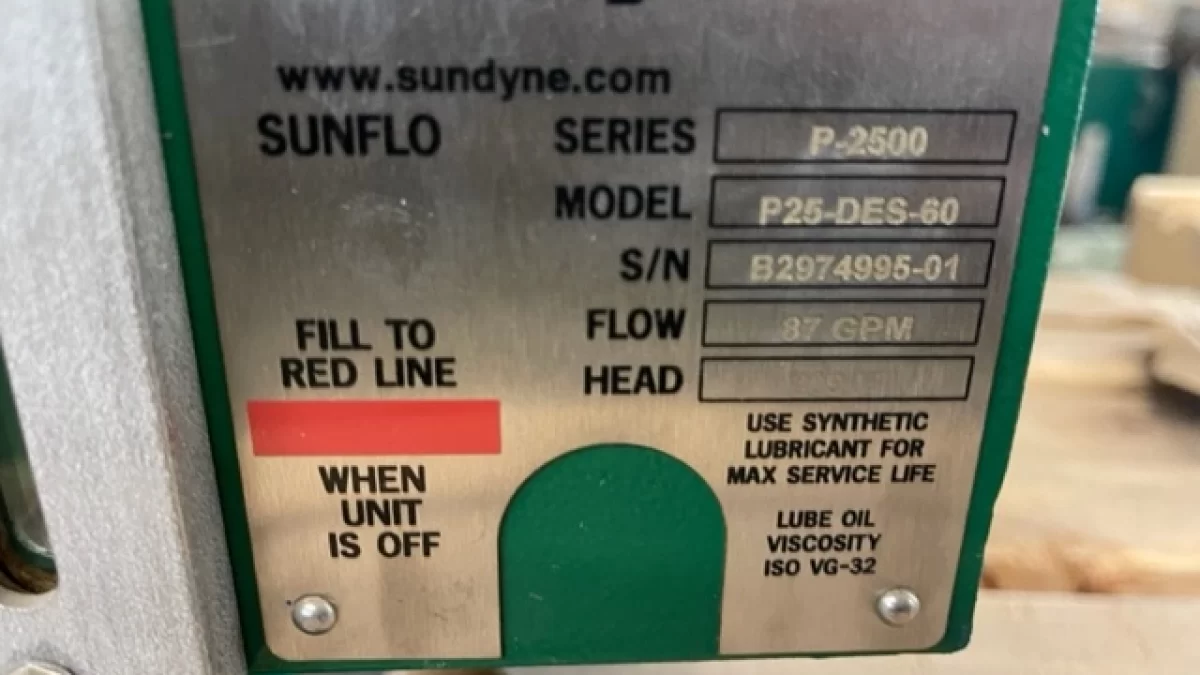 www.sundyne.com
SUNFLO
SERIES P-2500
MODEL P25-DES-60
S/N B2974995-01
FLOW 87 GPM
HEAD
FILL TO
RED LINE
WHEN
UNIT
IS OFF
USE SYNTHETIC
LUBRICANT FOR
MAX SERVICE LIFE
LUBE OIL
VISCOSITY
ISO VG-32